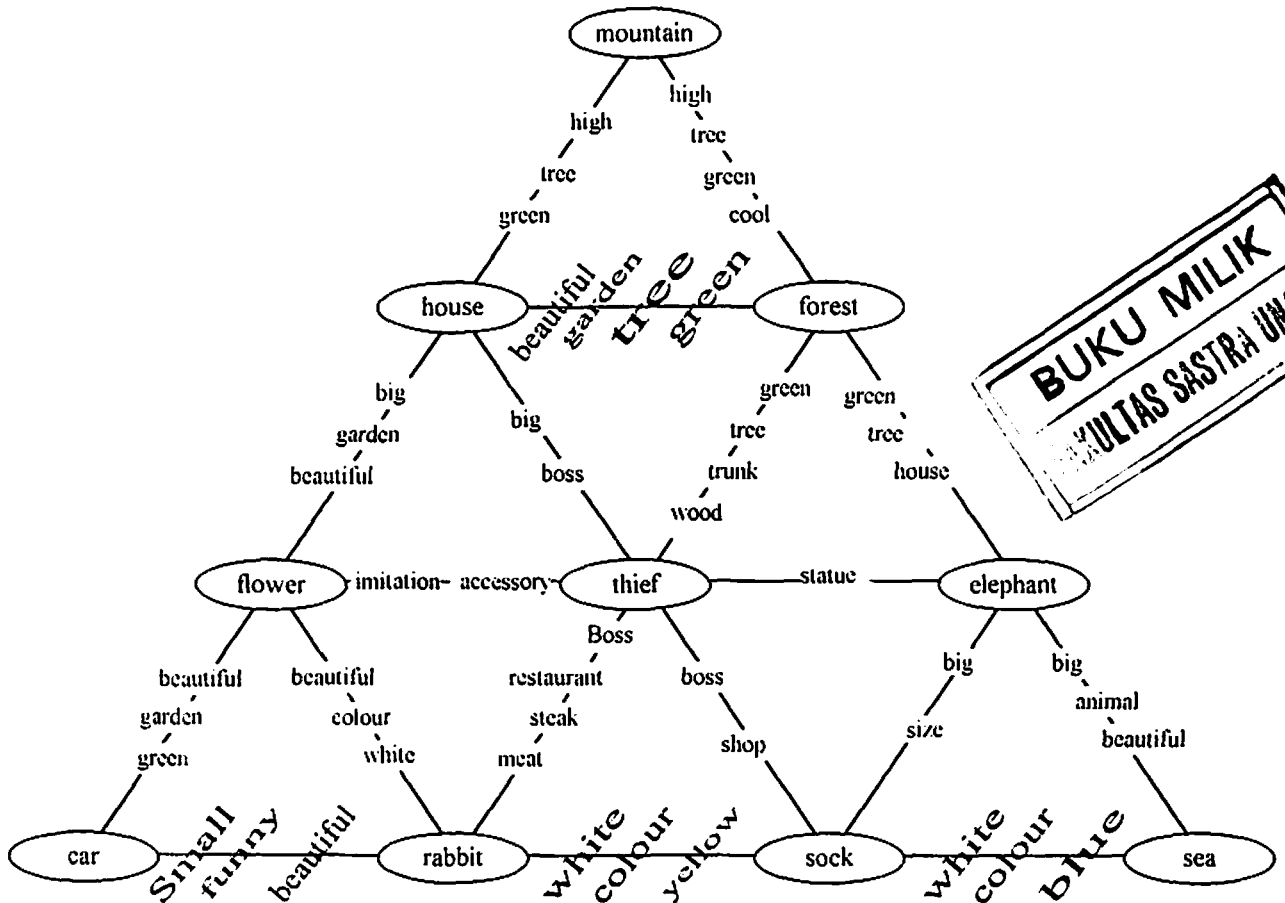 mountain
high high
tree tree
green green
cool
house beautiful garden tree green forest
big big green green
garden tree tree
beautiful boss trunk house
wood
flower imitation accessory thief statue elephant
Boss
beautiful beautiful restaurant boss big big
garden colour steak animal
green white meat shop size beautiful
car Small funny beautiful rabbit white colour yellow sock white colour blue sea
BUKU MILIK
SASTRA